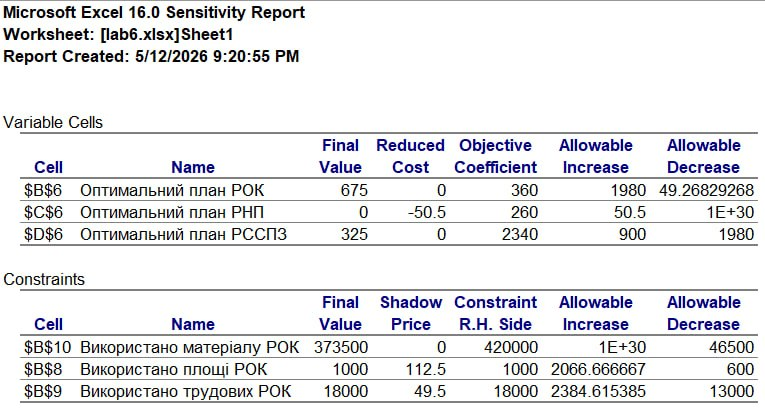 Microsoft Excel 16.0 Sensitivity Report
Worksheet: [lab6.xlsx]Sheet1
Report Created: 5/12/2026 9:20:55 PM
Variable Cells
Final Reduced Objective Allowable Allowable
Cell Name Value Cost Coefficient Increase Decrease
$B$6 Оптимальний план РОК 675 0 360 1980 49.26829268
$C$6 Оптимальний план РНП 0 -50.5 260 50.5 1E+30
$D$6 Оптимальний план РССПЗ 325 0 2340 900 1980
Constraints
Final Shadow Constraint Allowable Allowable
Cell Name Value Price R.H. Side Increase Decrease
$B$10 Використано матеріалу РОК 373500 0 420000 1E+30 46500
$B$8 Використано площі РОК 1000 112.5 1000 2066.666667 600
$B$9 Використано трудових РОК 18000 49.5 18000 2384.615385 13000